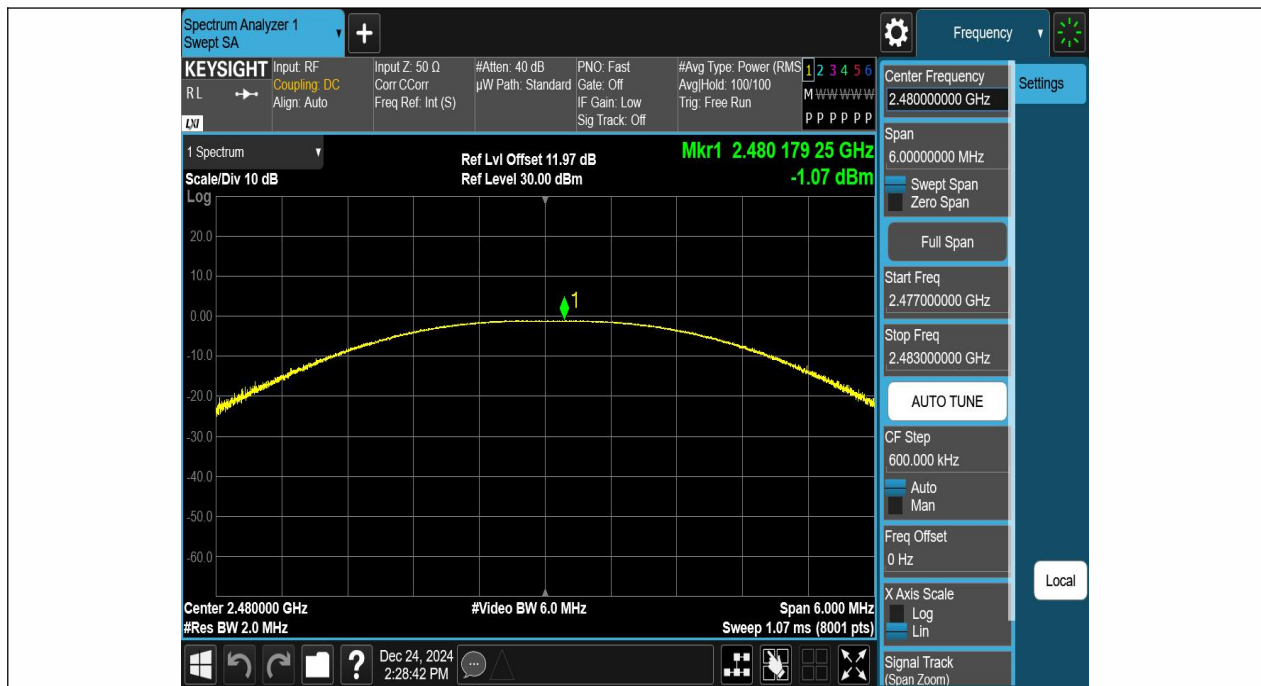 Spectrum Analyzer 1
Swept SA
+
Frequency
KEYSIGHT
RL
LXI
Input: RF
Coupling: DC
Align: Auto
Input Z: 50 Ω
Corr CCorr
Freq Ref: Int (S)
#Atten: 40 dB
µW Path: Standard
PNO: Fast
Gate: Off
IF Gain: Low
Sig Track: Off
#Avg Type: Power (RMS
Avg|Hold: 100/100
Trig: Free Run
1 2 3 4 5 6
M W W W W W
P P P P P P
1 Spectrum
Scale/Div 10 dB
Ref Lvl Offset 11.97 dB
Ref Level 30.00 dBm
Mkr1 2.480 179 25 GHz
-1.07 dBm
Log
20.0
10.0
0.00
-10.0
-20.0
-30.0
-40.0
-50.0
-60.0
1
Center 2.480000 GHz
#Res BW 2.0 MHz
#Video BW 6.0 MHz
Span 6.000 MHz
Sweep 1.07 ms (8001 pts)
?
Dec 24, 2024
2:28:42 PM
Center Frequency
2.480000000 GHz
Settings
Span
6.00000000 MHz
Swept Span
Zero Span
Full Span
Start Freq
2.477000000 GHz
Stop Freq
2.483000000 GHz
AUTO TUNE
CF Step
600.000 kHz
Auto
Man
Freq Offset
0 Hz
X Axis Scale
Log
Lin
Local
Signal Track
(Span Zoom)